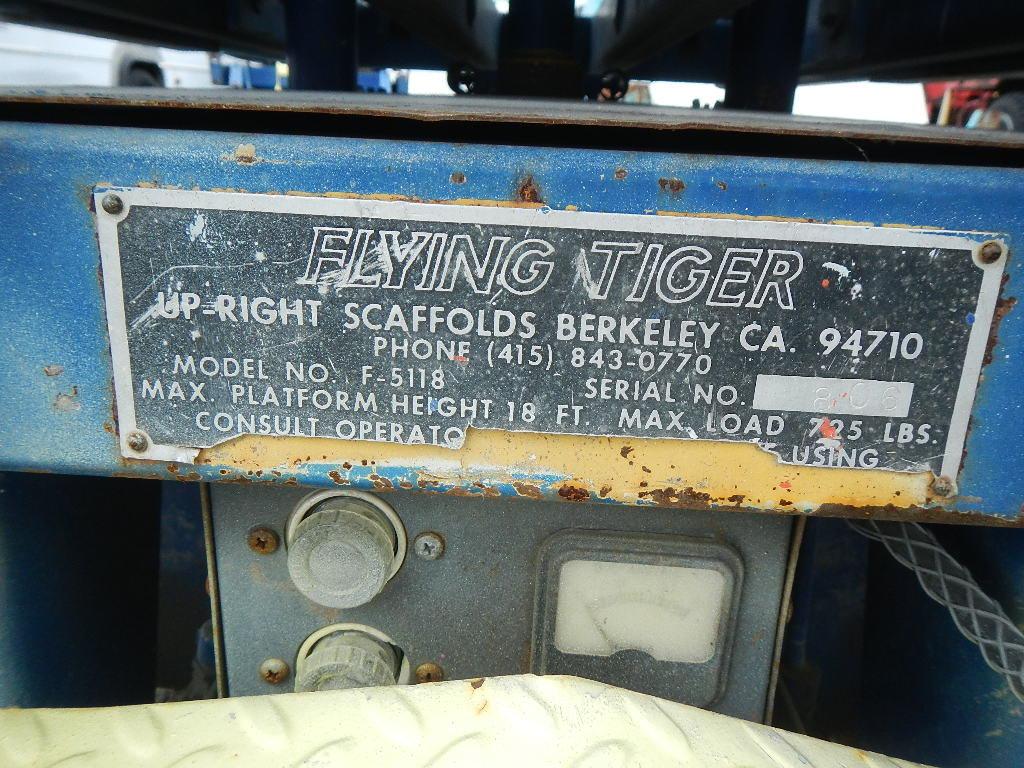 FLYING TIGER
UP-RIGHT SCAFFOLDS BERKELEY CA. 94710
PHONE (415) 843-0770
MODEL NO. F-5118 SERIAL NO.
MAX. PLATFORM HEIGHT 18 FT. MAX. LOAD 725 LBS.
CONSULT USING